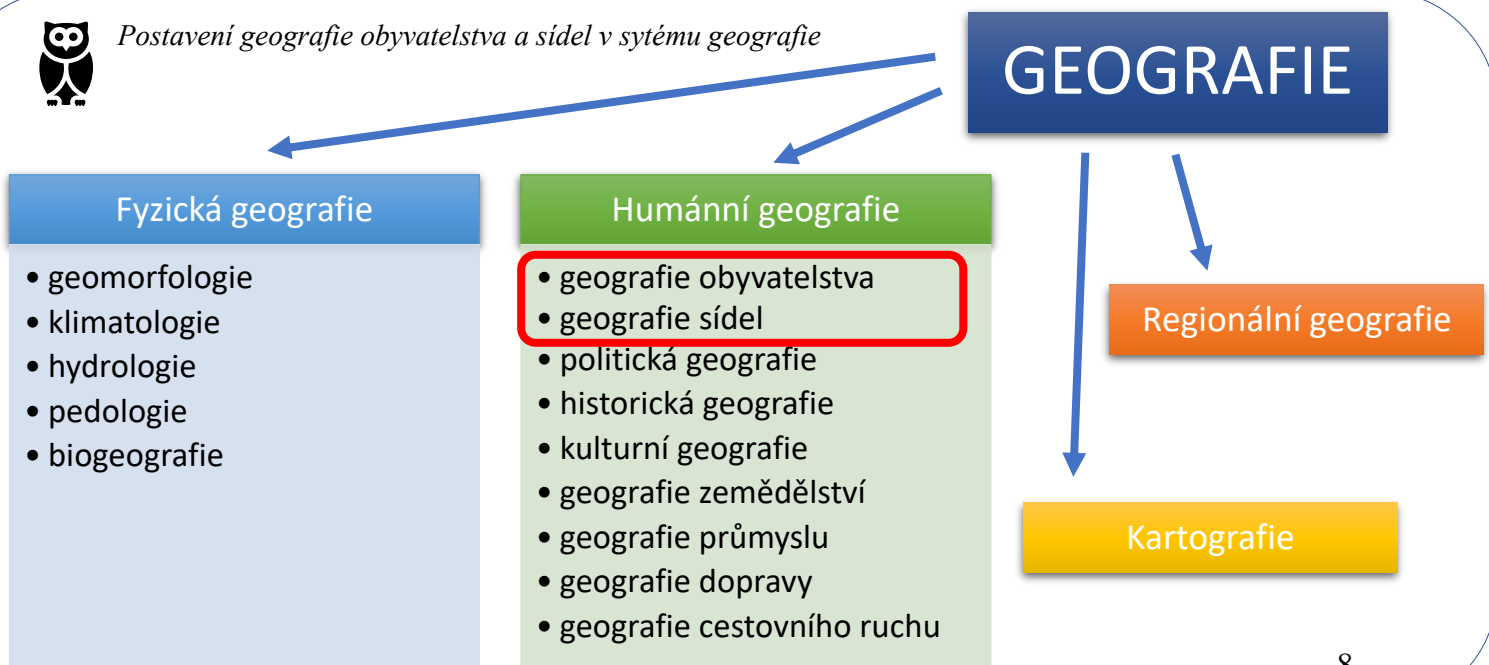 Postavení geografie obyvatelstva a sídel v sytému geografie
GEOGRAFIE
Fyzická geografie
• geomorfologie
• klimatologie
• hydrologie
• pedologie
• biogeografie
Humánní geografie
• geografie obyvatelstva
• geografie sídel
• politická geografie
• historická geografie
• kulturní geografie
• geografie zemědělství
• geografie průmyslu
• geografie dopravy
• geografie cestovního ruchu
Regionální geografie
Kartografie
8